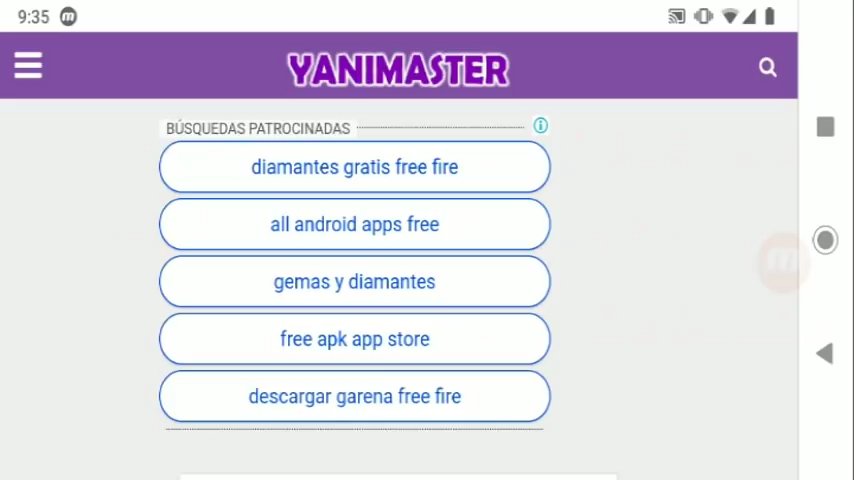 9:35
YANIMASTER
BÚSQUEDAS PATROCINADAS
diamantes gratis free fire
all android apps free
gemas y diamantes
free apk app store
descargar garena free fire